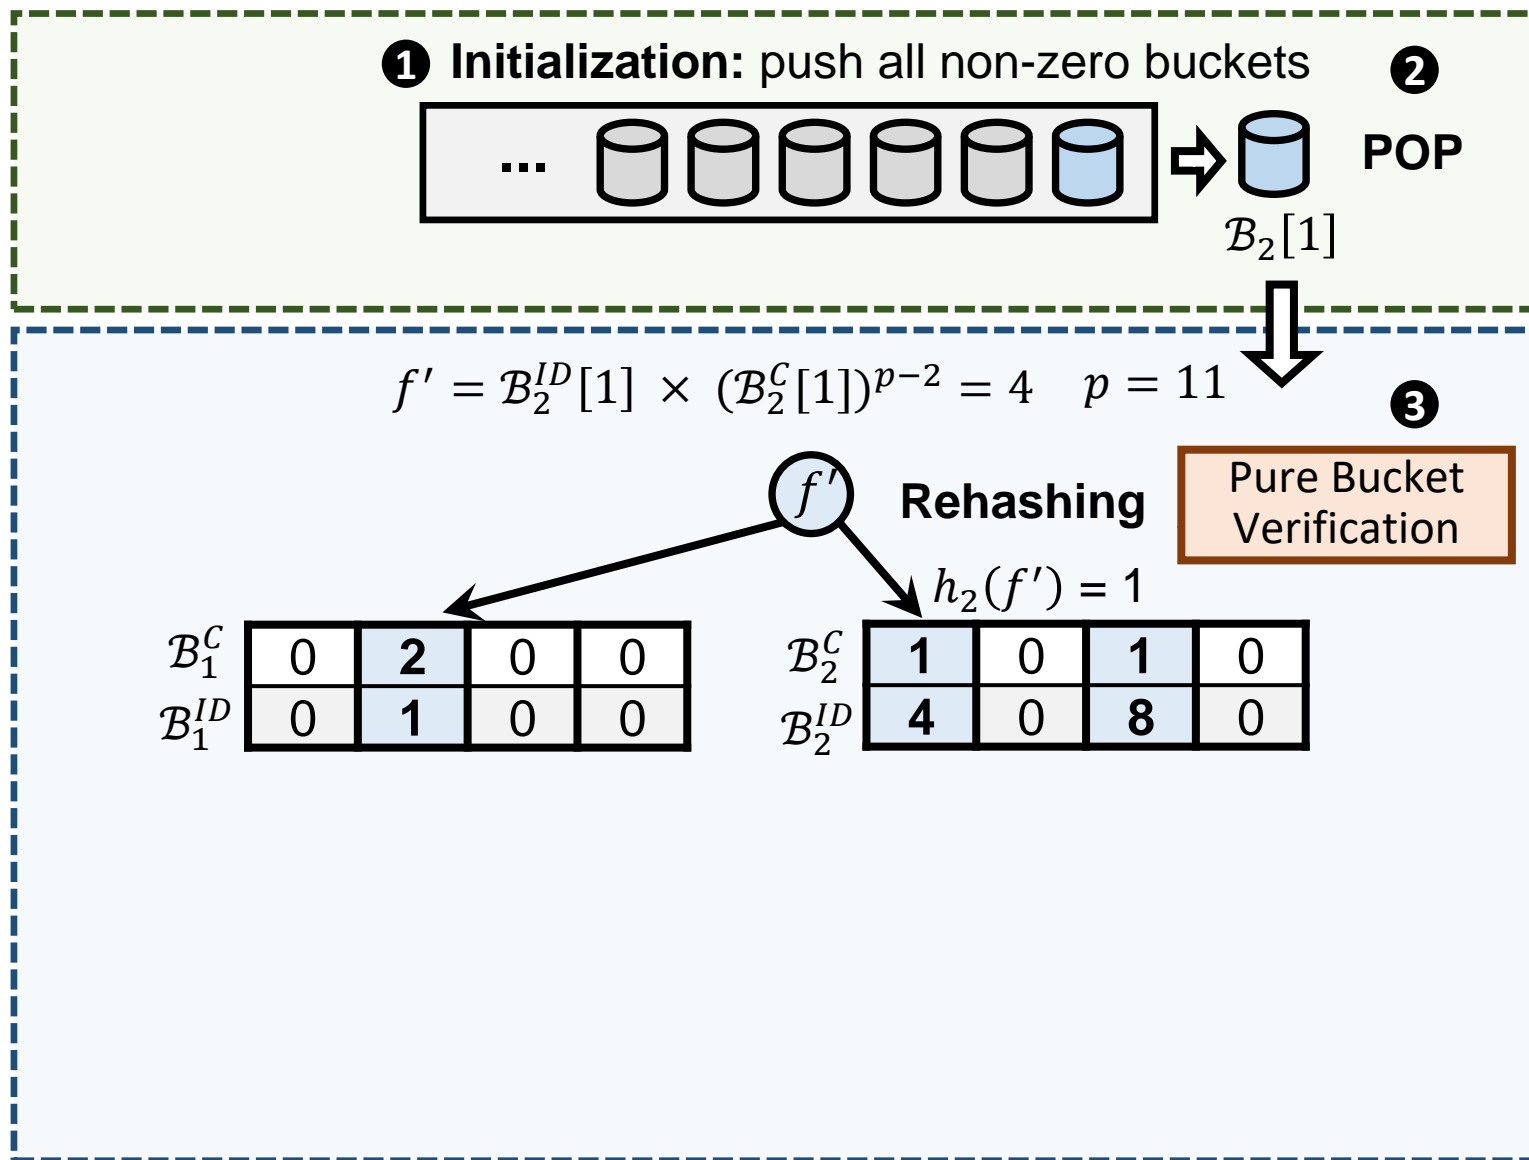 ❶ Initialization: push all non-zero buckets ❷
...
POP
ℬ₂[1]
f′ = ℬ₂^{ID}[1] × (ℬ₂^{C}[1])^{p−2} = 4 p = 11
❸
Pure Bucket
Verification
f′
Rehashing
h₂(f′) = 1
ℬ₁^{C} 0 2 0 0
ℬ₁^{ID} 0 1 0 0
ℬ₂^{C} 1 0 1 0
ℬ₂^{ID} 4 0 8 0